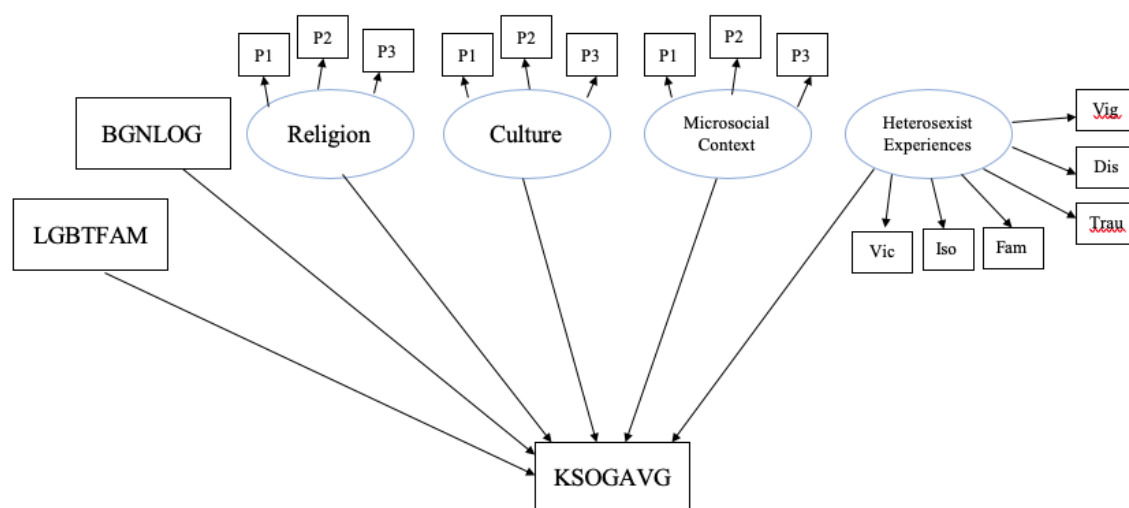 P1
P2
P3
P1
P2
P3
P1
P2
P3
BGNLOG
Religion
Culture
Microsocial
Context
Heterosexist
Experiences
Vig
Dis
Trau
LGBTFAM
Vic
Iso
Fam
KSOGAVG